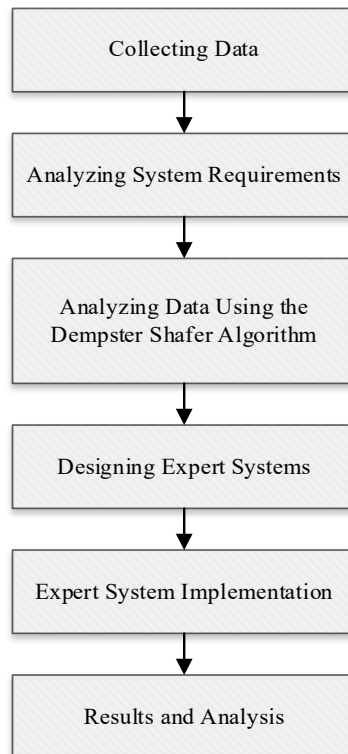 Collecting Data
Analyzing System Requirements
Analyzing Data Using the
Dempster Shafer Algorithm
Designing Expert Systems
Expert System Implementation
Results and Analysis